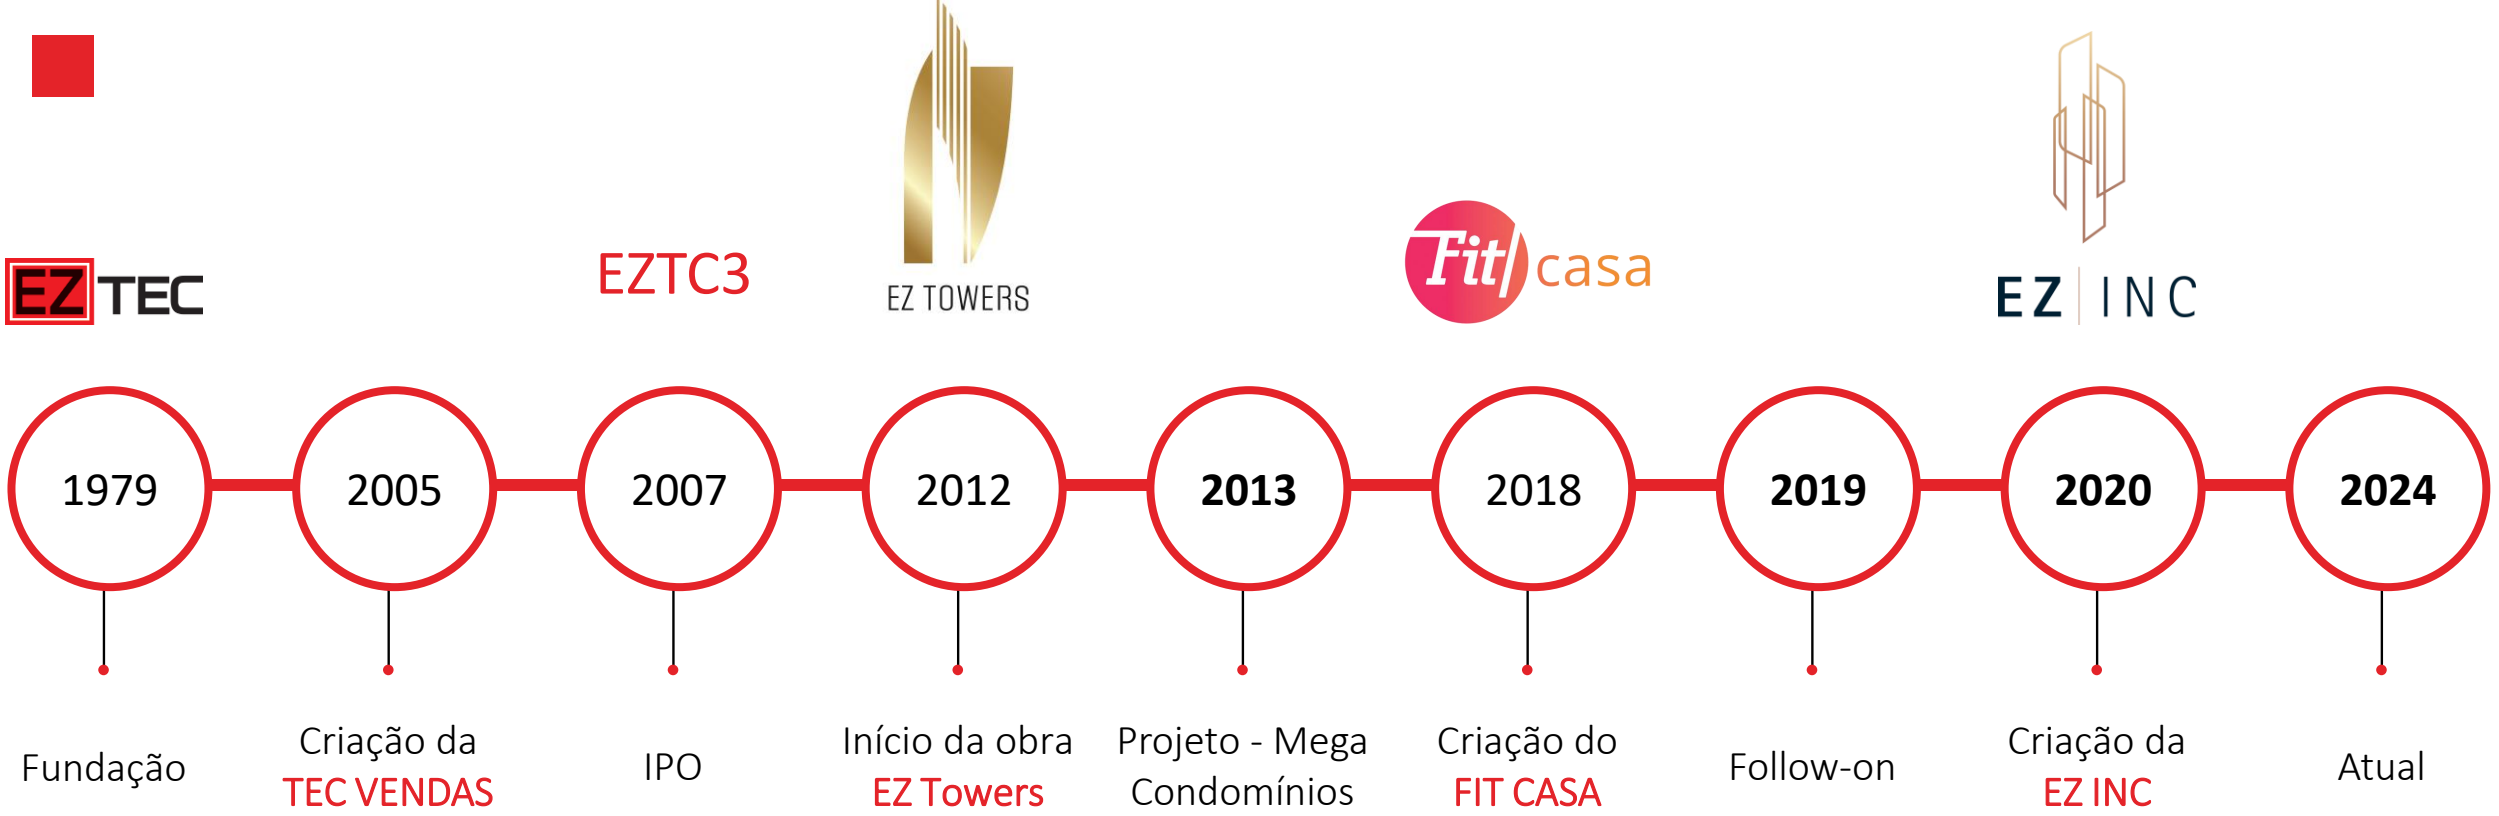 EZTEC
EZTC3
EZ TOWERS
Fit casa
EZ INC
1979
2005
2007
2012
2013
2018
2019
2020
2024
Fundação
Criação da
TEC VENDAS
IPO
Início da obra
EZ Towers
Projeto - Mega
Condomínios
Criação do
FIT CASA
Follow-on
Criação da
EZ INC
Atual